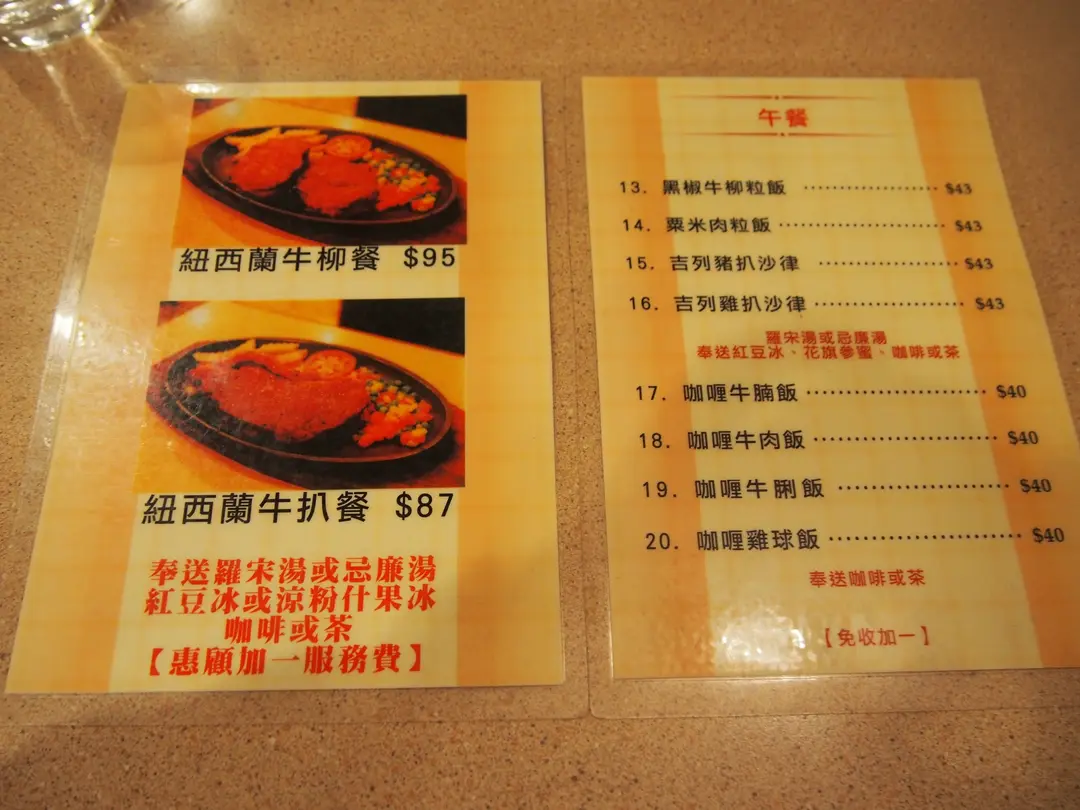 紐西蘭牛柳餐 $95
紐西蘭牛扒餐 $87
奉送羅宋湯或忌廉湯
紅豆冰或涼粉什果冰
咖啡或茶
【惠顧加一服務費】
午餐
13. 黑椒牛柳粒飯 ……………… $43
14. 粟米肉粒飯 ……………… $43
15. 吉列豬扒沙律 ……………… $43
16. 吉列雞扒沙律 ……………… $43
羅宋湯或忌廉湯
奉送紅豆冰、花旗參蜜、咖啡或茶
17. 咖喱牛腩飯 ……………… $40
18. 咖喱牛肉飯 ……………… $40
19. 咖喱牛脷飯 ……………… $40
20. 咖喱雞球飯 ……………… $40
奉送咖啡或茶
【免收加一】